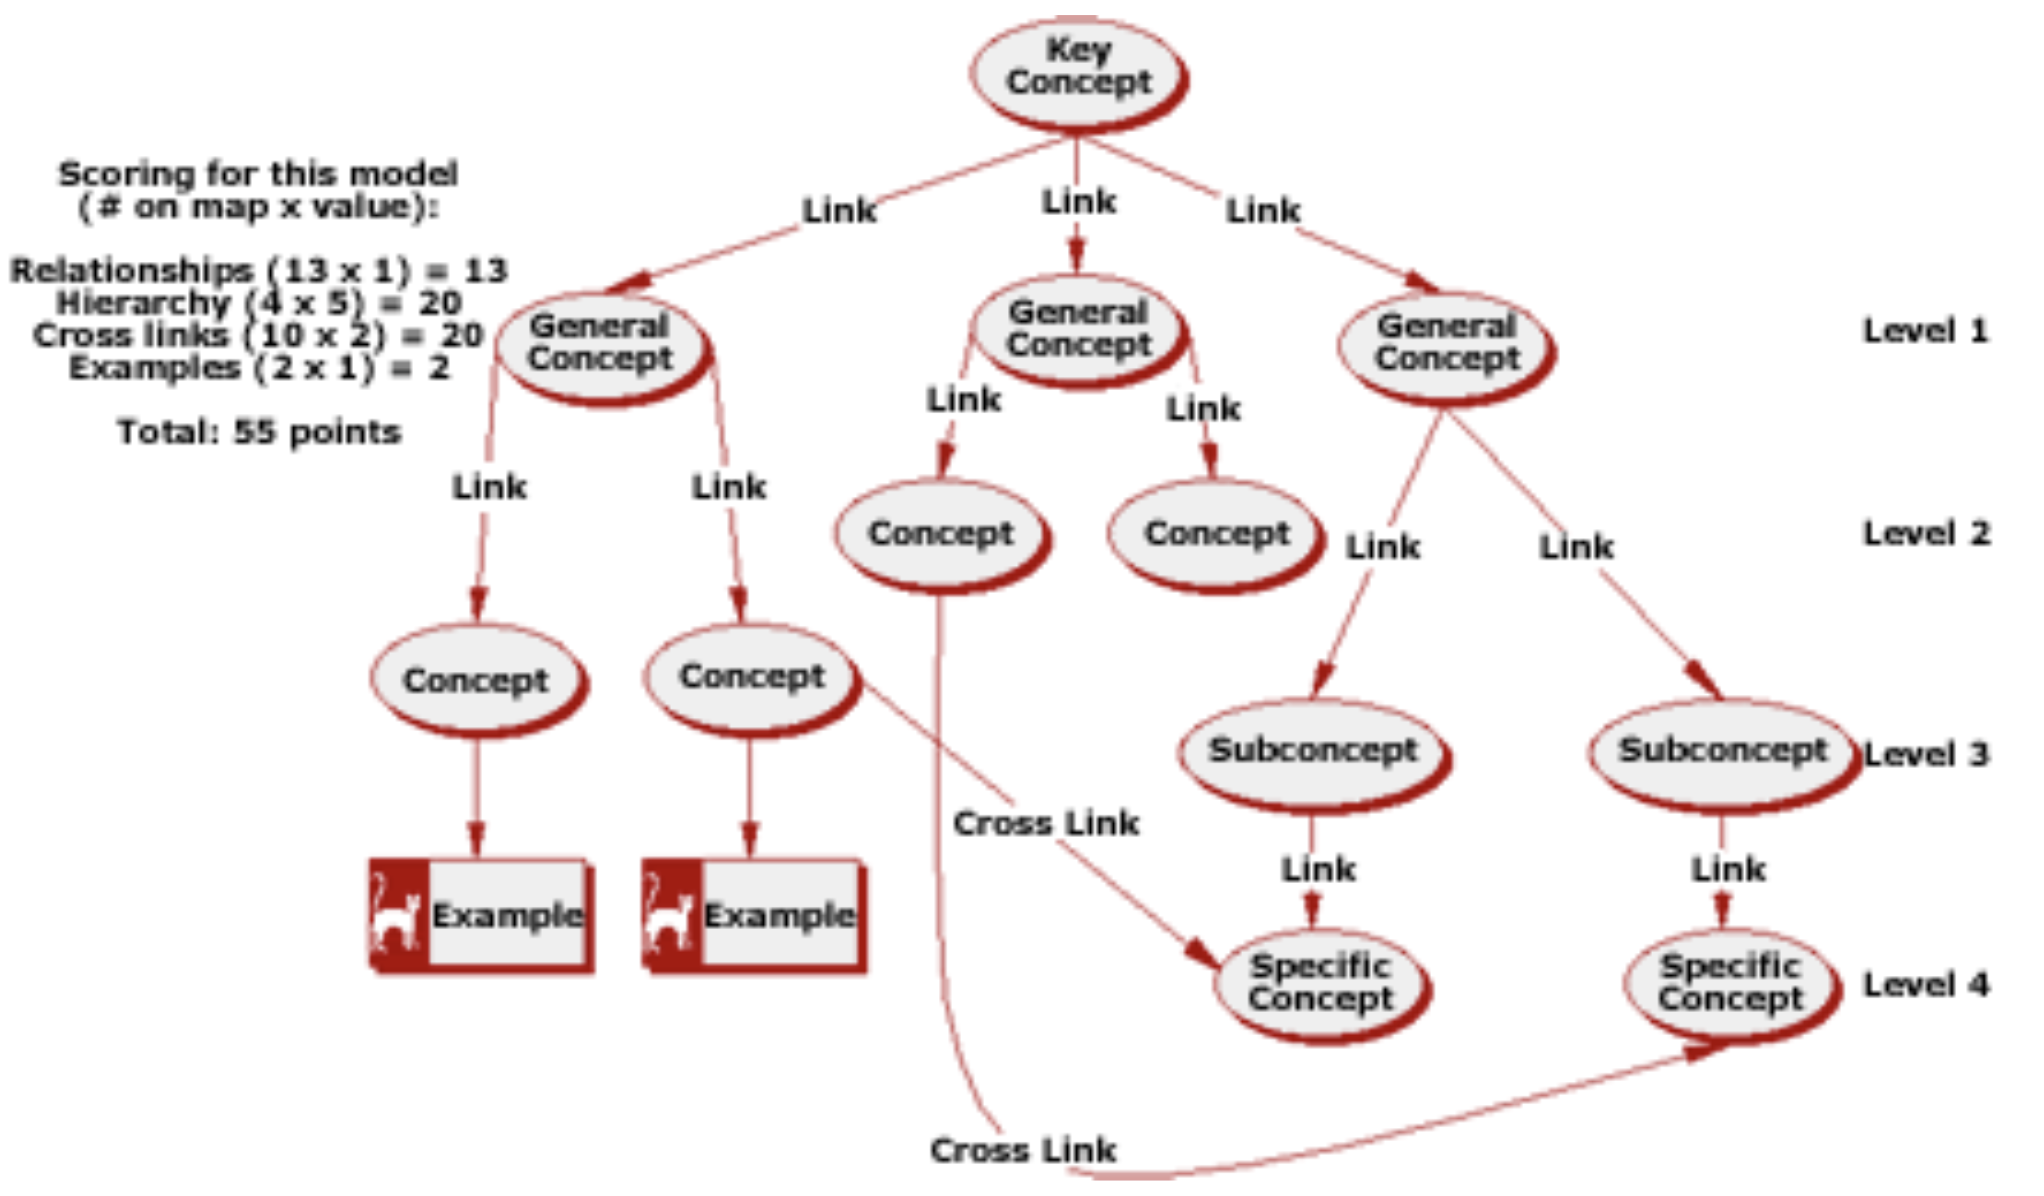 Key
Concept
Scoring for this model
(# on map x value):
Relationships (13 x 1) = 13
Hierarchy (4 x 5) = 20
Cross links (10 x 2) = 20
Examples (2 x 1) = 2
Total: 55 points
Link
Link
Link
General
Concept
General
Concept
General
Concept
Level 1
Link
Link
Link
Link
Concept
Concept
Link
Link
Level 2
Concept
Concept
Subconcept
Subconcept
Level 3
Cross Link
Link
Link
Example
Example
Specific
Concept
Specific
Concept
Level 4
Cross Link